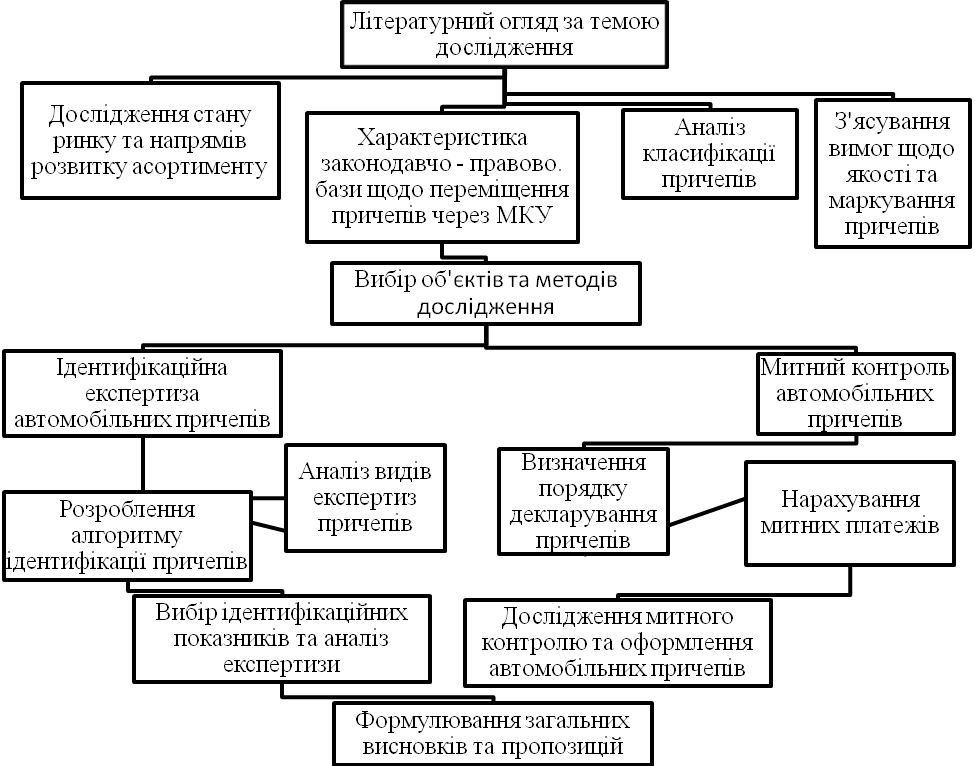 Літературний огляд за темою
дослідження
Дослідження стану
ринку та напрямів
розвитку асортименту
Характеристика
законодавчо - правово.
бази щодо переміщення
причепів через МКУ
Аналіз
класифікації
причепів
З'ясування
вимог щодо
якості та
маркування
причепів
Вибір об'єктів та методів
дослідження
Ідентифікаційна
експертиза
автомобільних причепів
Митний контроль
автомобільних
причепів
Аналіз видів
експертиз
причепів
Визначення
порядку
декларування
причепів
Нарахування
митних платежів
Розроблення
алгоритму
ідентифікації причепів
Вибір ідентифікаційних
показників та аналіз
експертизи
Дослідження митного
контролю та оформлення
автомобільних причепів
Формулювання загальних
висновків та пропозицій